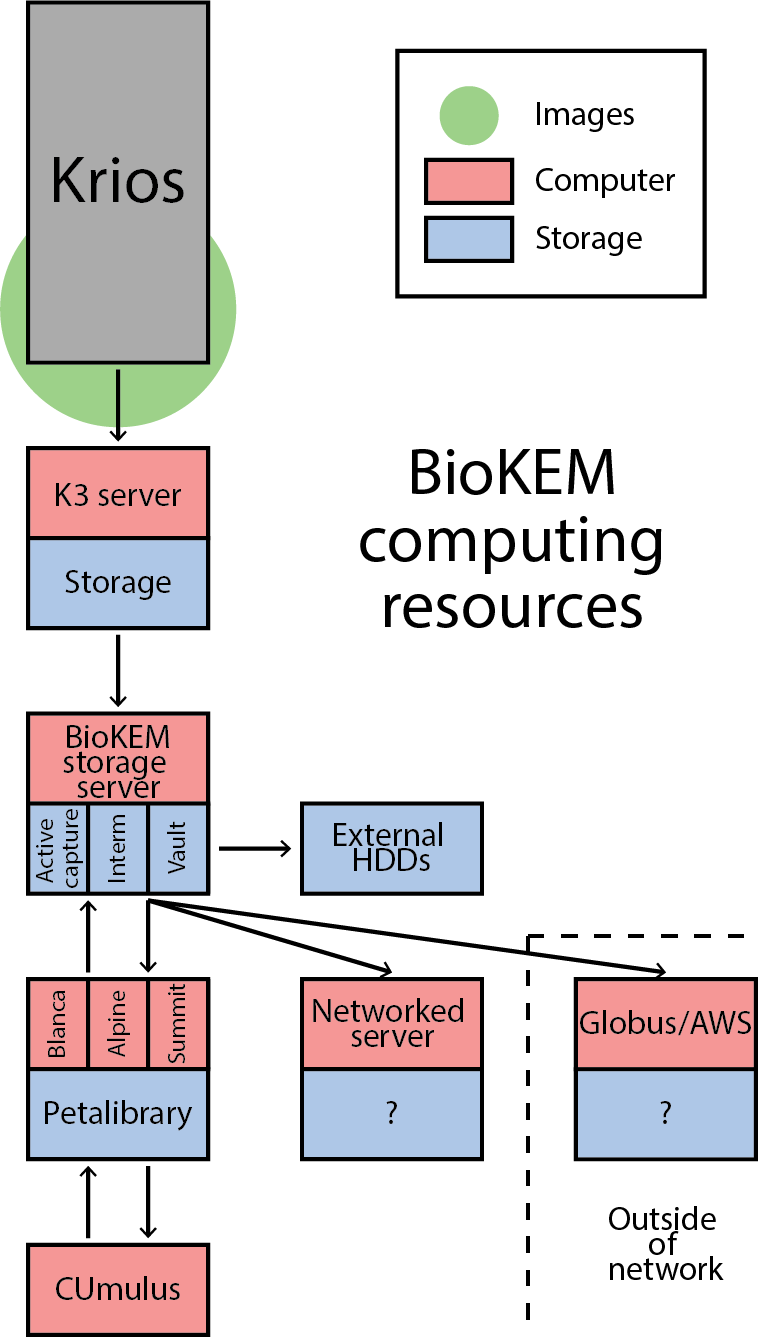 Krios
Images
Computer
Storage
BioKEM
computing
resources
K3 server
Storage
BioKEM
storage
server
Active
capture
Interm
Vault
External
HDDs
Blanca
Alpine
Summit
Petalibrary
Networked
server
?
Globus/AWS
?
Outside
of
network
CUmulus